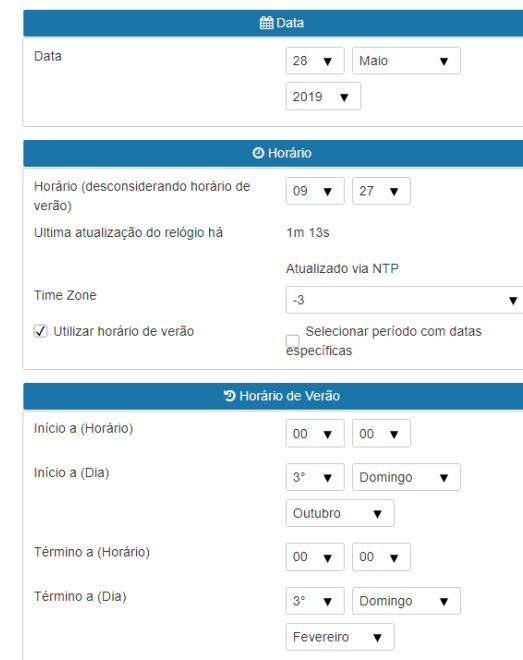 Data
Data
28
Maio
2019
Horário
Horário (desconsiderando horário de
verão)
09
27
Ultima atualização do relógio há
1m 13s
Atualizado via NTP
Time Zone
-3
Utilizar horário de verão
Selecionar período com datas
específicas
Horário de Verão
Início a (Horário)
00
00
Início a (Dia)
3°
Domingo
Outubro
Término a (Horário)
00
00
Término a (Dia)
3°
Domingo
Fevereiro